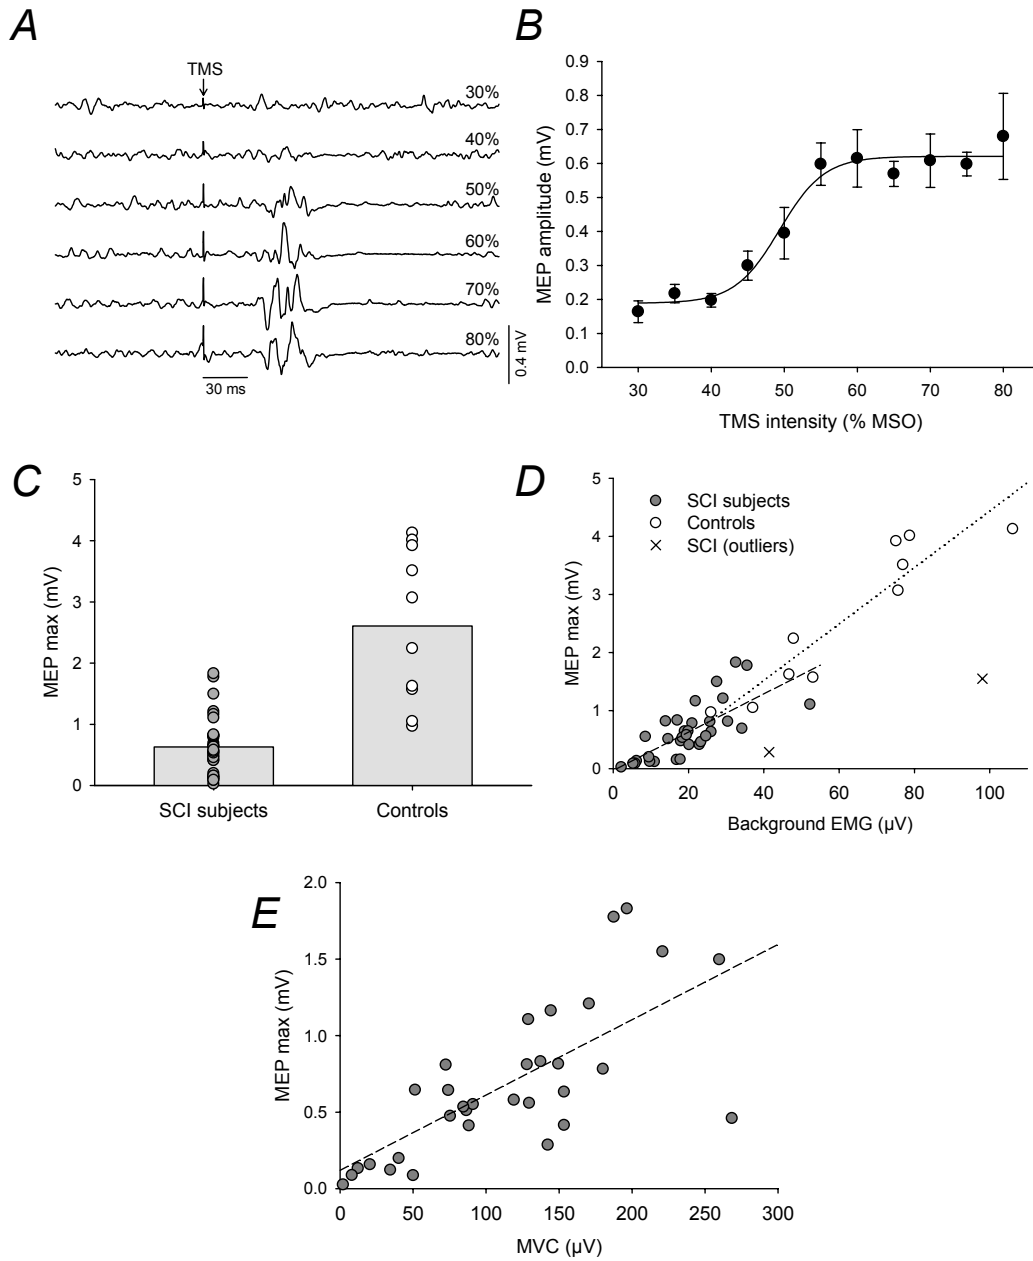 A
TMS
30%
40%
50%
60%
70%
80%
0.4 mV
30 ms
B
MEP amplitude (mV)
0.9
0.8
0.7
0.6
0.5
0.4
0.3
0.2
0.1
0.0
30 40 50 60 70 80
TMS intensity (% MSO)
C
MEP max (mV)
5
4
3
2
1
0
SCI subjects Controls
D
MEP max (mV)
5
4
3
2
1
0
SCI subjects
Controls
SCI (outliers)
0 20 40 60 80 100
Background EMG (µV)
E
MEP max (mV)
2.0
1.5
1.0
0.5
0.0
0 50 100 150 200 250 300
MVC (µV)